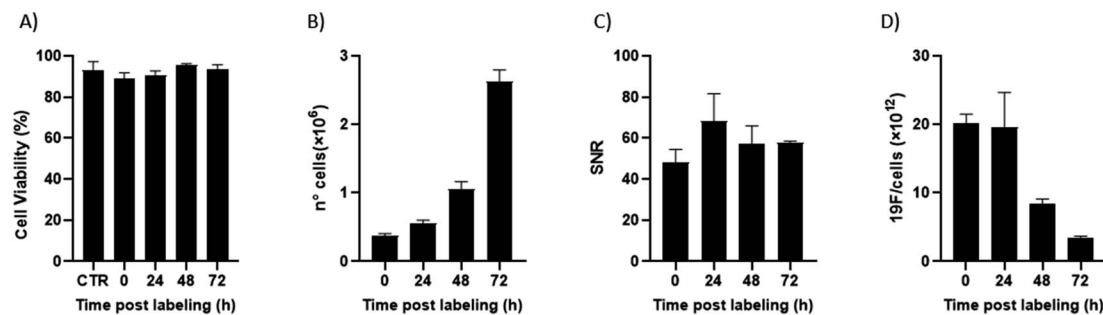 A)
Cell Viability (%)
100
80
60
40
20
0
CTR 0 24 48 72
Time post labeling (h)
B)
n° cells(×10⁶)
3
2
1
0
0 24 48 72
Time post labeling (h)
C)
SNR
100
80
60
40
20
0
0 24 48 72
Time post labeling (h)
D)
19F/cells (×10¹²)
30
20
10
0
0 24 48 72
Time post labeling (h)